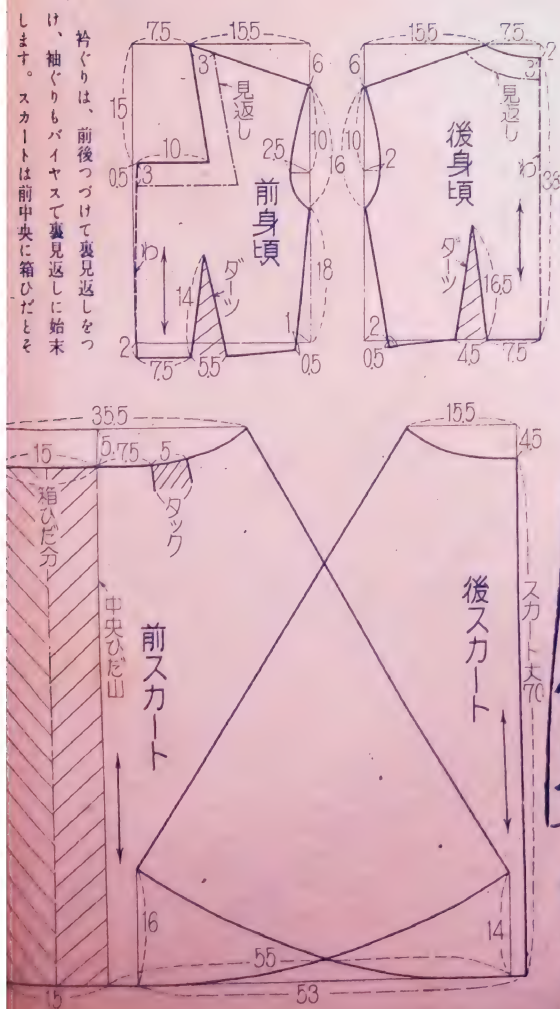 衿ぐりは、前後つづけて裏見返しをつ
け、袖ぐりもバイヤスで裏見返しに始末
します。スカートは前中央に箱ひだとそ
7.5
15.5
3
6
見返し
15
10
10
2.5
16
0.5
3
前身頃
わ
14
ダーツ
18
1
2
7.5
5.5
0.5
15.5
7.5
2
6
3
見返し
10
2
後身頃
わ
38
ダーツ
16.5
2
0.5
4.5
7.5
35.5
15
5
7.5
5
タック
箱ひだ分
中央ひだ山
前スカート
16
15
55
53
15.5
4.5
後スカート
スカート丈70
14